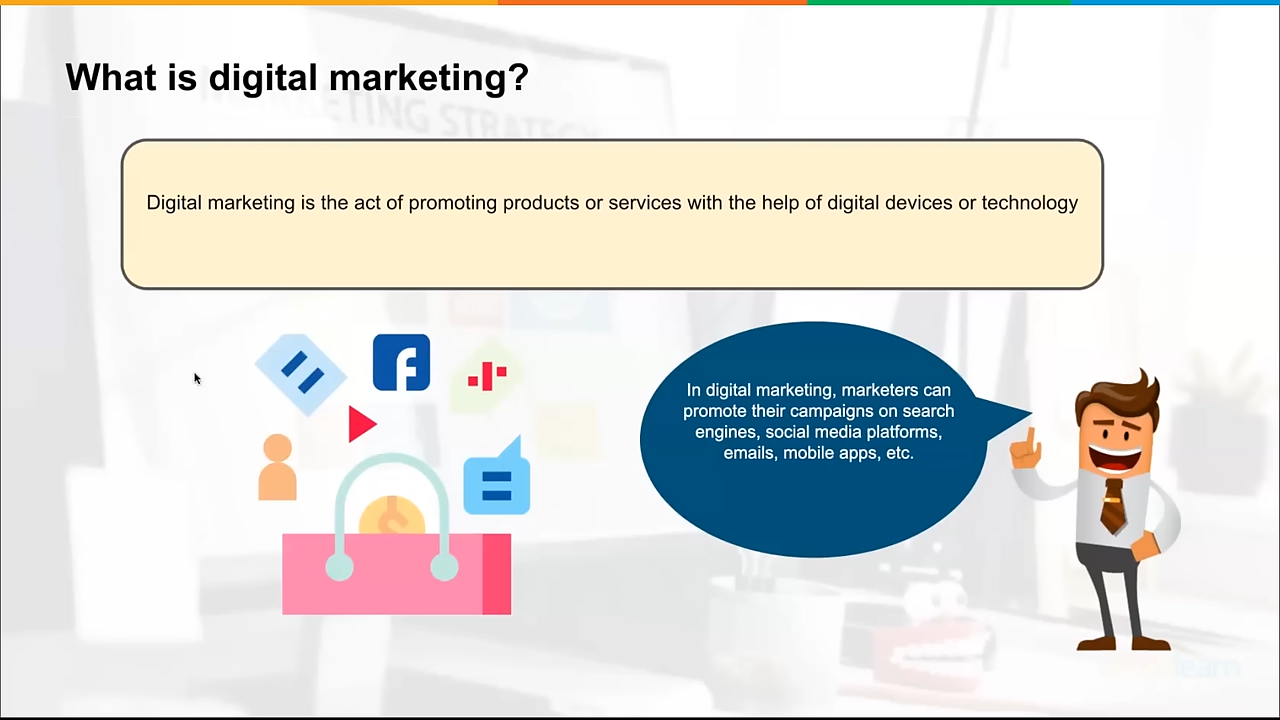 What is digital marketing?
Digital marketing is the act of promoting products or services with the help of digital devices or technology
In digital marketing, marketers can
promote their campaigns on search
engines, social media platforms,
emails, mobile apps, etc.